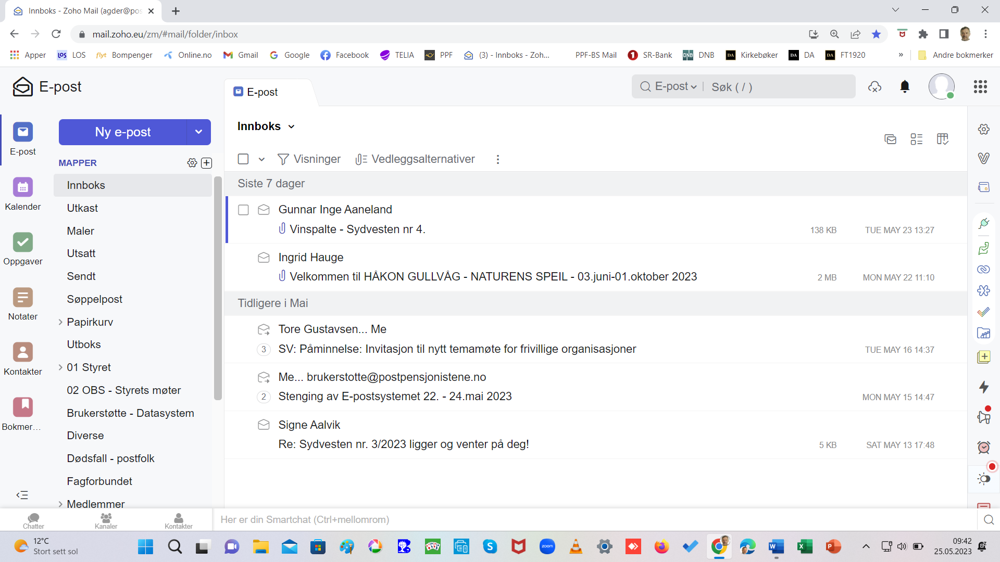 Innboks - Zoho Mail (agder@pos
mail.zoho.eu/zm/#mail/folder/inbox
Apper
LOS LOS
flyt Bompenger
Online.no
Gmail
Google
Facebook
TELIA
PPF
(3) - Innboks - Zoh...
PPF-BS Mail
1 SR-Bank
DNB DNB
DA Kirkebøker
DA DA
DA FT1920
»
Andre bokmerker
E-post
E-post
E-post
Søk ( / )
E-post
Kalender
Oppgaver
Notater
Kontakter
Bokmer...
Ny e-post
MAPPER
Innboks
Utkast
Maler
Utsatt
Sendt
Søppelpost
Papirkurv
Utboks
01 Styret
02 OBS - Styrets møter
Brukerstøtte - Datasystem
Diverse
Dødsfall - postfolk
Fagforbundet
Medlemmer
Innboks
Visninger
Vedleggsalternativer
Siste 7 dager
Gunnar Inge Aaneland
Vinspalte - Sydvesten nr 4.
138 KB
TUE MAY 23 13:27
Ingrid Hauge
Velkommen til HÅKON GULLVÅG - NATURENS SPEIL - 03.juni-01.oktober 2023
2 MB
MON MAY 22 11:10
Tidligere i Mai
Tore Gustavsen... Me
3 SV: Påminnelse: Invitasjon til nytt temamøte for frivillige organisasjoner
TUE MAY 16 14:37
Me... brukerstotte@postpensjonistene.no
2 Stenging av E-postsystemet 22. - 24.mai 2023
MON MAY 15 14:47
Signe Aalvik
Re: Sydvesten nr. 3/2023 ligger og venter på deg!
5 KB
SAT MAY 13 17:48
Chatter
Kanaler
Kontakter
Her er din Smartchat (Ctrl+mellomrom)
12°C
Stort sett sol
zoom
09:42
25.05.2023